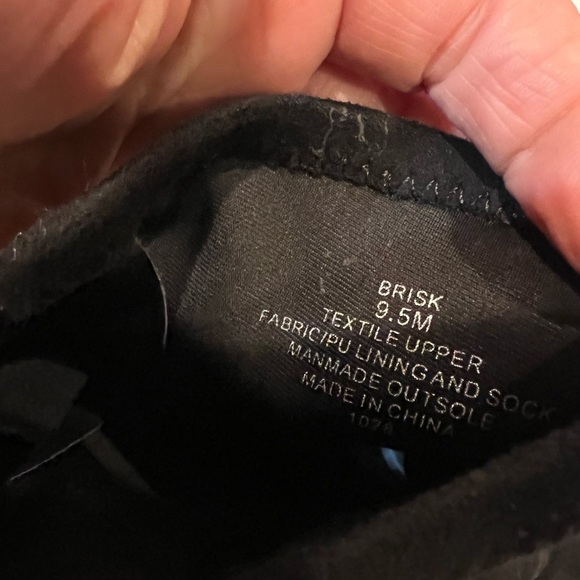 BRISK
9.5M
TEXTILE UPPER
FABRIC/PU LINING AND SOCK
MANMADE OUTSOLE
MADE IN CHINA